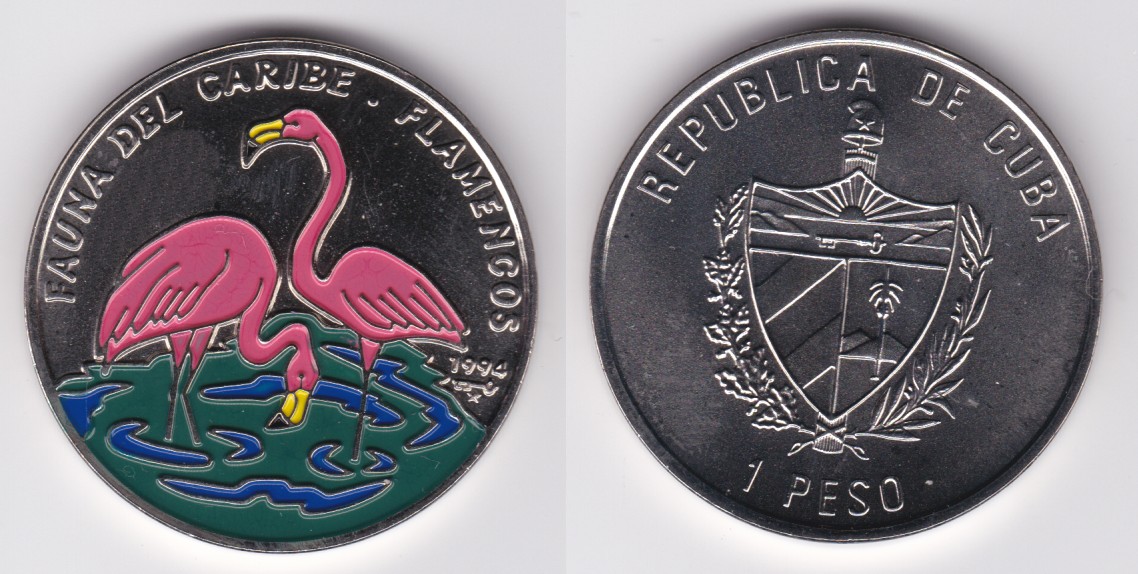 FAUNA DEL CARIBE . FLAMENCOS
1994
REPUBLICA DE CUBA
1 PESO